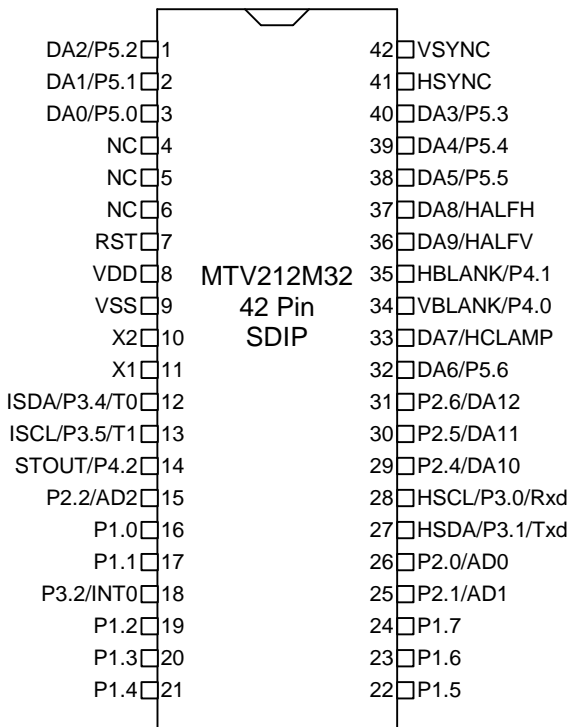 DA2/P5.2 1 42 VSYNC
DA1/P5.1 2 41 HSYNC
DA0/P5.0 3 40 DA3/P5.3
NC 4 39 DA4/P5.4
NC 5 38 DA5/P5.5
NC 6 37 DA8/HALFH
RST 7 36 DA9/HALFV
VDD 8 MTV212M32 35 HBLANK/P4.1
VSS 9 42 Pin 34 VBLANK/P4.0
X2 10 SDIP 33 DA7/HCLAMP
X1 11 32 DA6/P5.6
ISDA/P3.4/T0 12 31 P2.6/DA12
ISCL/P3.5/T1 13 30 P2.5/DA11
STOUT/P4.2 14 29 P2.4/DA10
P2.2/AD2 15 28 HSCL/P3.0/Rxd
P1.0 16 27 HSDA/P3.1/Txd
P1.1 17 26 P2.0/AD0
P3.2/INT0 18 25 P2.1/AD1
P1.2 19 24 P1.7
P1.3 20 23 P1.6
P1.4 21 22 P1.5